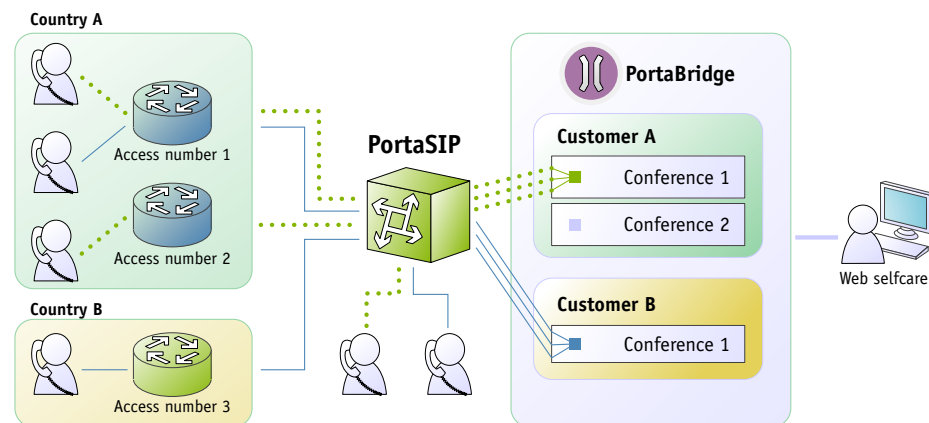 Country A
Access number 1
Access number 2
Country B
Access number 3
PortaSIP
PortaBridge
Customer A
Conference 1
Conference 2
Customer B
Conference 1
Web selfcare